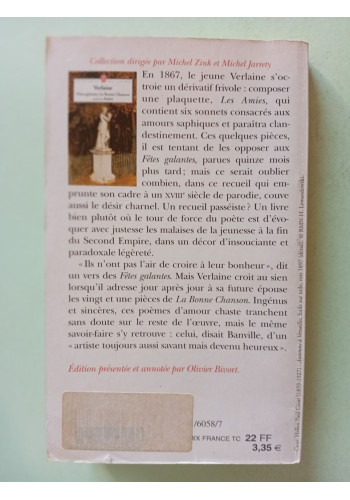 Collection dirigée par Michel Zink et Michel Jarrety
Verlaine
En 1867, le jeune Verlaine s'oc-
troie un dérivatif frivole : composer
une plaquette, Les Amies, qui
contient six sonnets consacrés aux
amours saphiques et paraîtra clan-
destinement. Ces quelques pièces,
il est tentant de les opposer aux
Fêtes galantes, parues quinze mois
plus tard ; mais ce serait oublier
combien, dans ce recueil qui em-
prunte son cadre à un XVIIIe siècle de parodie, couve
aussi le désir charnel. Un recueil passéiste ? Un livre
bien plutôt où le tour de force du poète est d'évo-
quer avec justesse les malaises de la jeunesse à la fin
du Second Empire, dans un décor d'insouciante et
paradoxale légèreté.
« Ils n'ont pas l'air de croire à leur bonheur », dit
un vers des Fêtes galantes. Mais Verlaine croit au sien
lorsqu'il adresse jour après jour à sa future épouse
les vingt et une pièces de La Bonne Chanson. Ingénus
et sincères, ces poèmes d'amour chaste tranchent
sans doute sur le reste de l'œuvre, mais le même
savoir-faire s'y retrouve : celui, disait Banville, d'un
« artiste toujours aussi savant mais devenu heureux ».
Édition présentée et annotée par Olivier Bivort.
/6058/7
IX FRANCE TC 22 FF
3,35 €